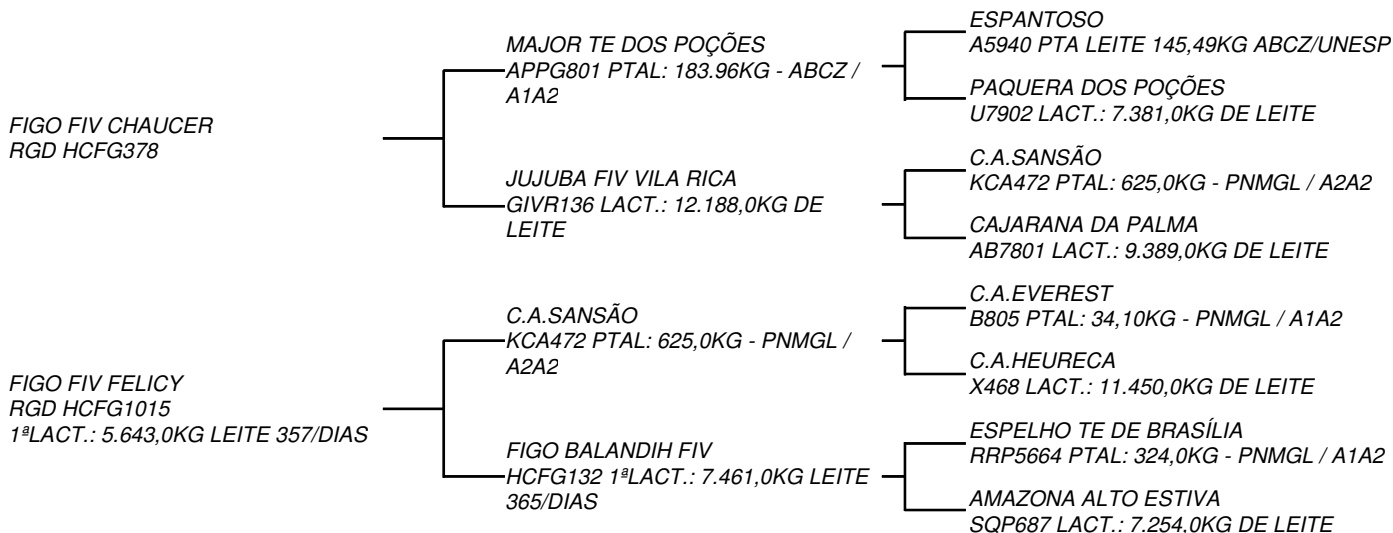 FIGO FIV CHAUCER
RGD HCFG378
FIGO FIV FELICY
RGD HCFG1015
1ªLACT.: 5.643,0KG LEITE 357/DIAS
MAJOR TE DOS POÇÕES
APPG801 PTAL: 183.96KG - ABCZ /
A1A2
JUJUBA FIV VILA RICA
GIVR136 LACT.: 12.188,0KG DE
LEITE
C.A.SANSÃO
KCA472 PTAL: 625,0KG - PNMGL /
A2A2
FIGO BALANDIH FIV
HCFG132 1ªLACT.: 7.461,0KG LEITE
365/DIAS
ESPANTOSO
A5940 PTA LEITE 145,49KG ABCZ/UNESP
PAQUERA DOS POÇÕES
U7902 LACT.: 7.381,0KG DE LEITE
C.A.SANSÃO
KCA472 PTAL: 625,0KG - PNMGL / A2A2
CAJARANA DA PALMA
AB7801 LACT.: 9.389,0KG DE LEITE
C.A.EVEREST
B805 PTAL: 34,10KG - PNMGL / A1A2
C.A.HEURECA
X468 LACT.: 11.450,0KG DE LEITE
ESPELHO TE DE BRASÍLIA
RRP5664 PTAL: 324,0KG - PNMGL / A1A2
AMAZONA ALTO ESTIVA
SQP687 LACT.: 7.254,0KG DE LEITE